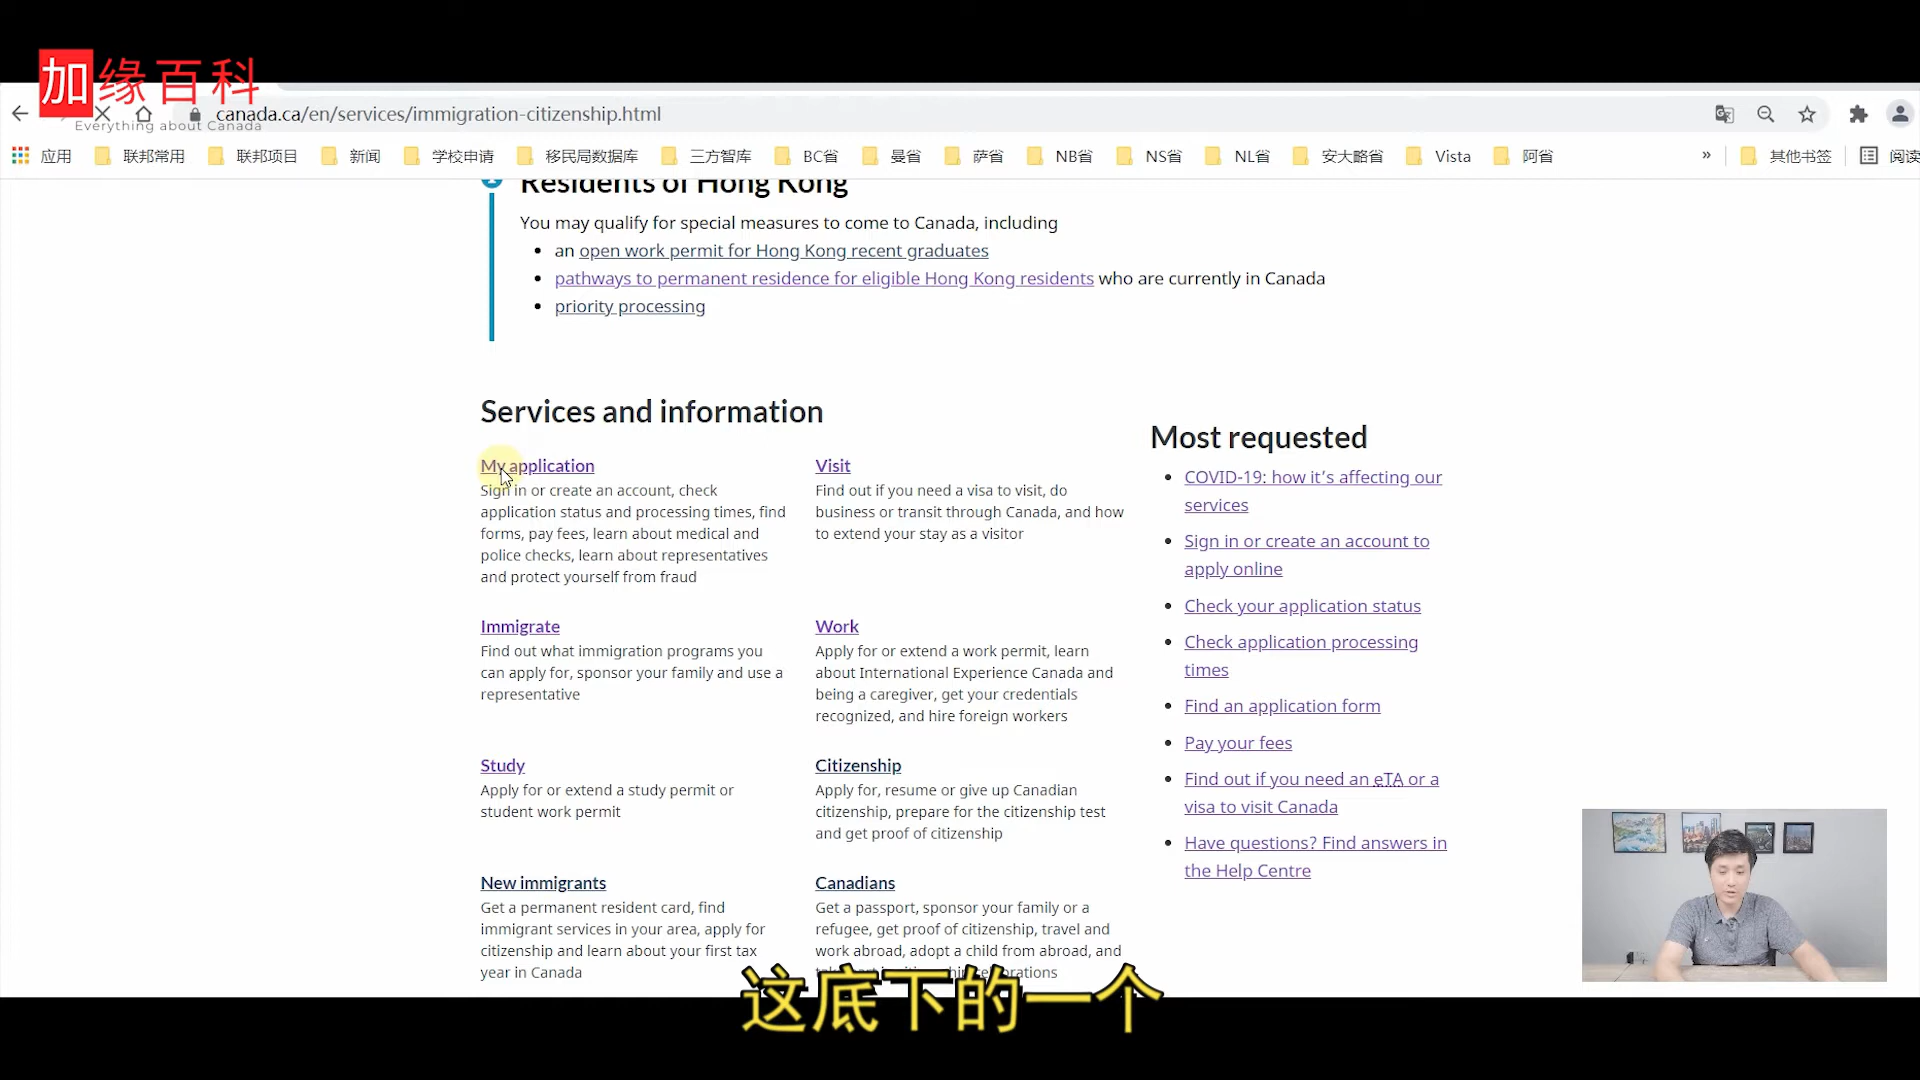 加缘百科
Everything about Canada
canada.ca/en/services/immigration-citizenship.html
应用 联邦常用 联邦项目 新闻 学校申请 移民局数据库 三方智库 BC省 曼省 萨省 NB省 NS省 NL省 安大略省 Vista 阿省 » 其他书签 阅读
Residents of Hong Kong
You may qualify for special measures to come to Canada, including
• an open work permit for Hong Kong recent graduates
• pathways to permanent residence for eligible Hong Kong residents who are currently in Canada
• priority processing
Services and information
My application
Sign in or create an account, check
application status and processing times, find
forms, pay fees, learn about medical and
police checks, learn about representatives
and protect yourself from fraud
Visit
Find out if you need a visa to visit, do
business or transit through Canada, and how
to extend your stay as a visitor
Immigrate
Find out what immigration programs you
can apply for, sponsor your family and use a
representative
Work
Apply for or extend a work permit, learn
about International Experience Canada and
being a caregiver, get your credentials
recognized, and hire foreign workers
Study
Apply for or extend a study permit or
student work permit
Citizenship
Apply for, resume or give up Canadian
citizenship, prepare for the citizenship test
and get proof of citizenship
New immigrants
Get a permanent resident card, find
immigrant services in your area, apply for
citizenship and learn about your first tax
year in Canada
Canadians
Get a passport, sponsor your family or a
refugee, get proof of citizenship, travel and
work abroad, adopt a child from abroad, and
Most requested
• COVID-19: how it's affecting our
services
• Sign in or create an account to
apply online
• Check your application status
• Check application processing
times
• Find an application form
• Pay your fees
• Find out if you need an eTA or a
visa to visit Canada
• Have questions? Find answers in
the Help Centre
这底下的一个